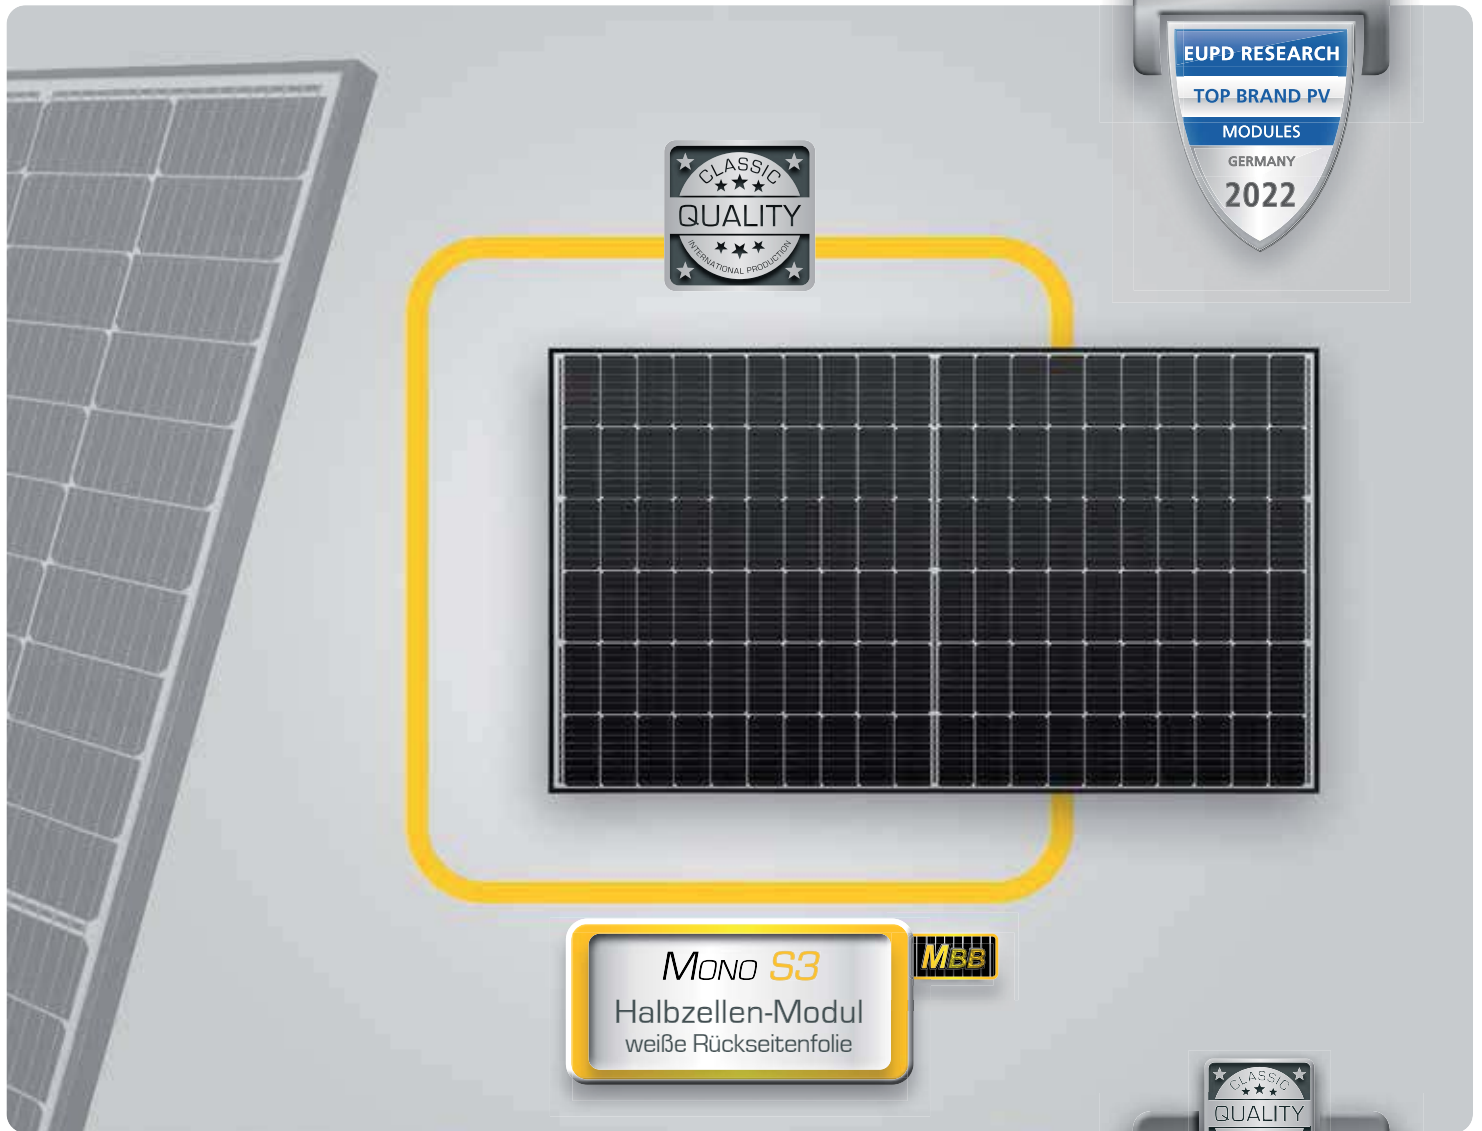 EUPD RESEARCH
TOP BRAND PV
MODULES
GERMANY
2022
CLASSIC
QUALITY
INTERNATIONAL PRODUCTION
MONO S3
MBB
Halbzellen-Modul
weiße Rückseitenfolie
CLASSIC
QUALITY